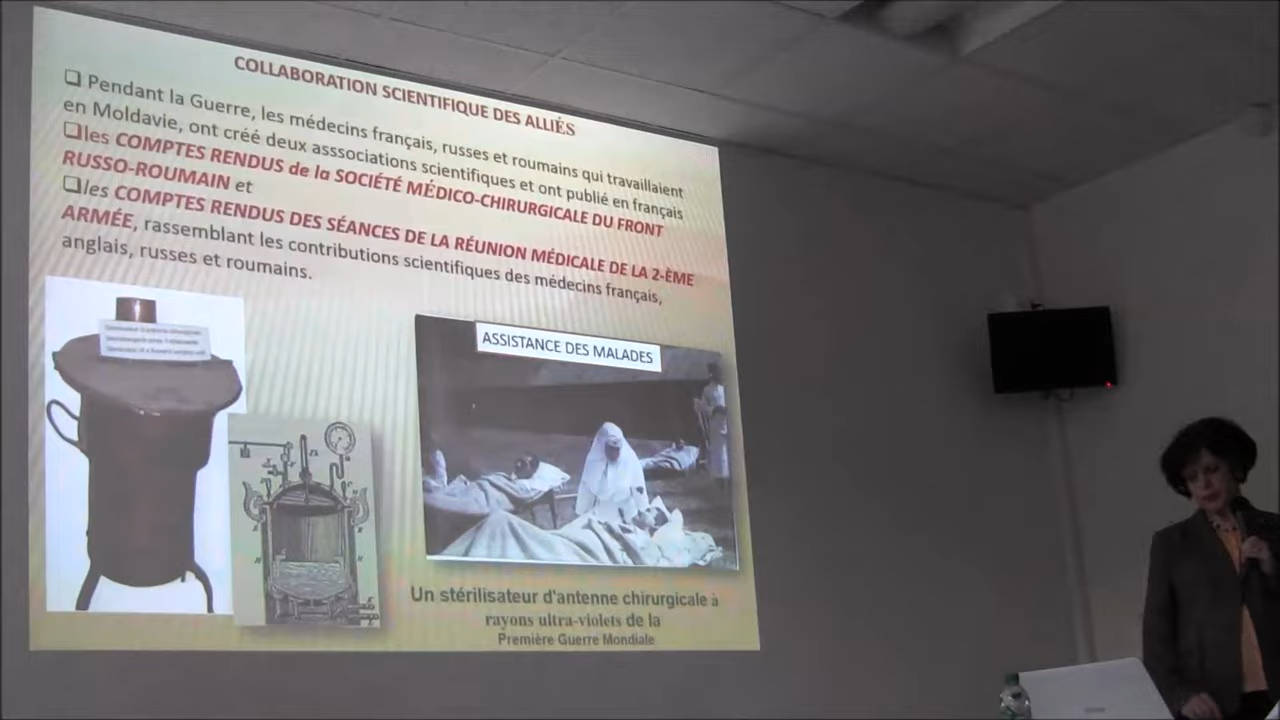 COLLABORATION SCIENTIFIQUE DES ALLIÉS
❑ Pendant la Guerre, les médecins français, russes et roumains qui travaillaient
en Moldavie, ont créé deux asssociations scientifiques et ont publié en français
❑les COMPTES RENDUS de la SOCIÉTÉ MÉDICO-CHIRURGICALE DU FRONT
RUSSO-ROUMAIN et
❑les COMPTES RENDUS DES SÉANCES DE LA RÉUNION MÉDICALE DE LA 2-ÈME
ARMÉE, rassemblant les contributions scientifiques des médecins français,
anglais, russes et roumains.
ASSISTANCE DES MALADES
Un stérilisateur d'antenne chirurgicale à
rayons ultra-violets de la
Première Guerre Mondiale